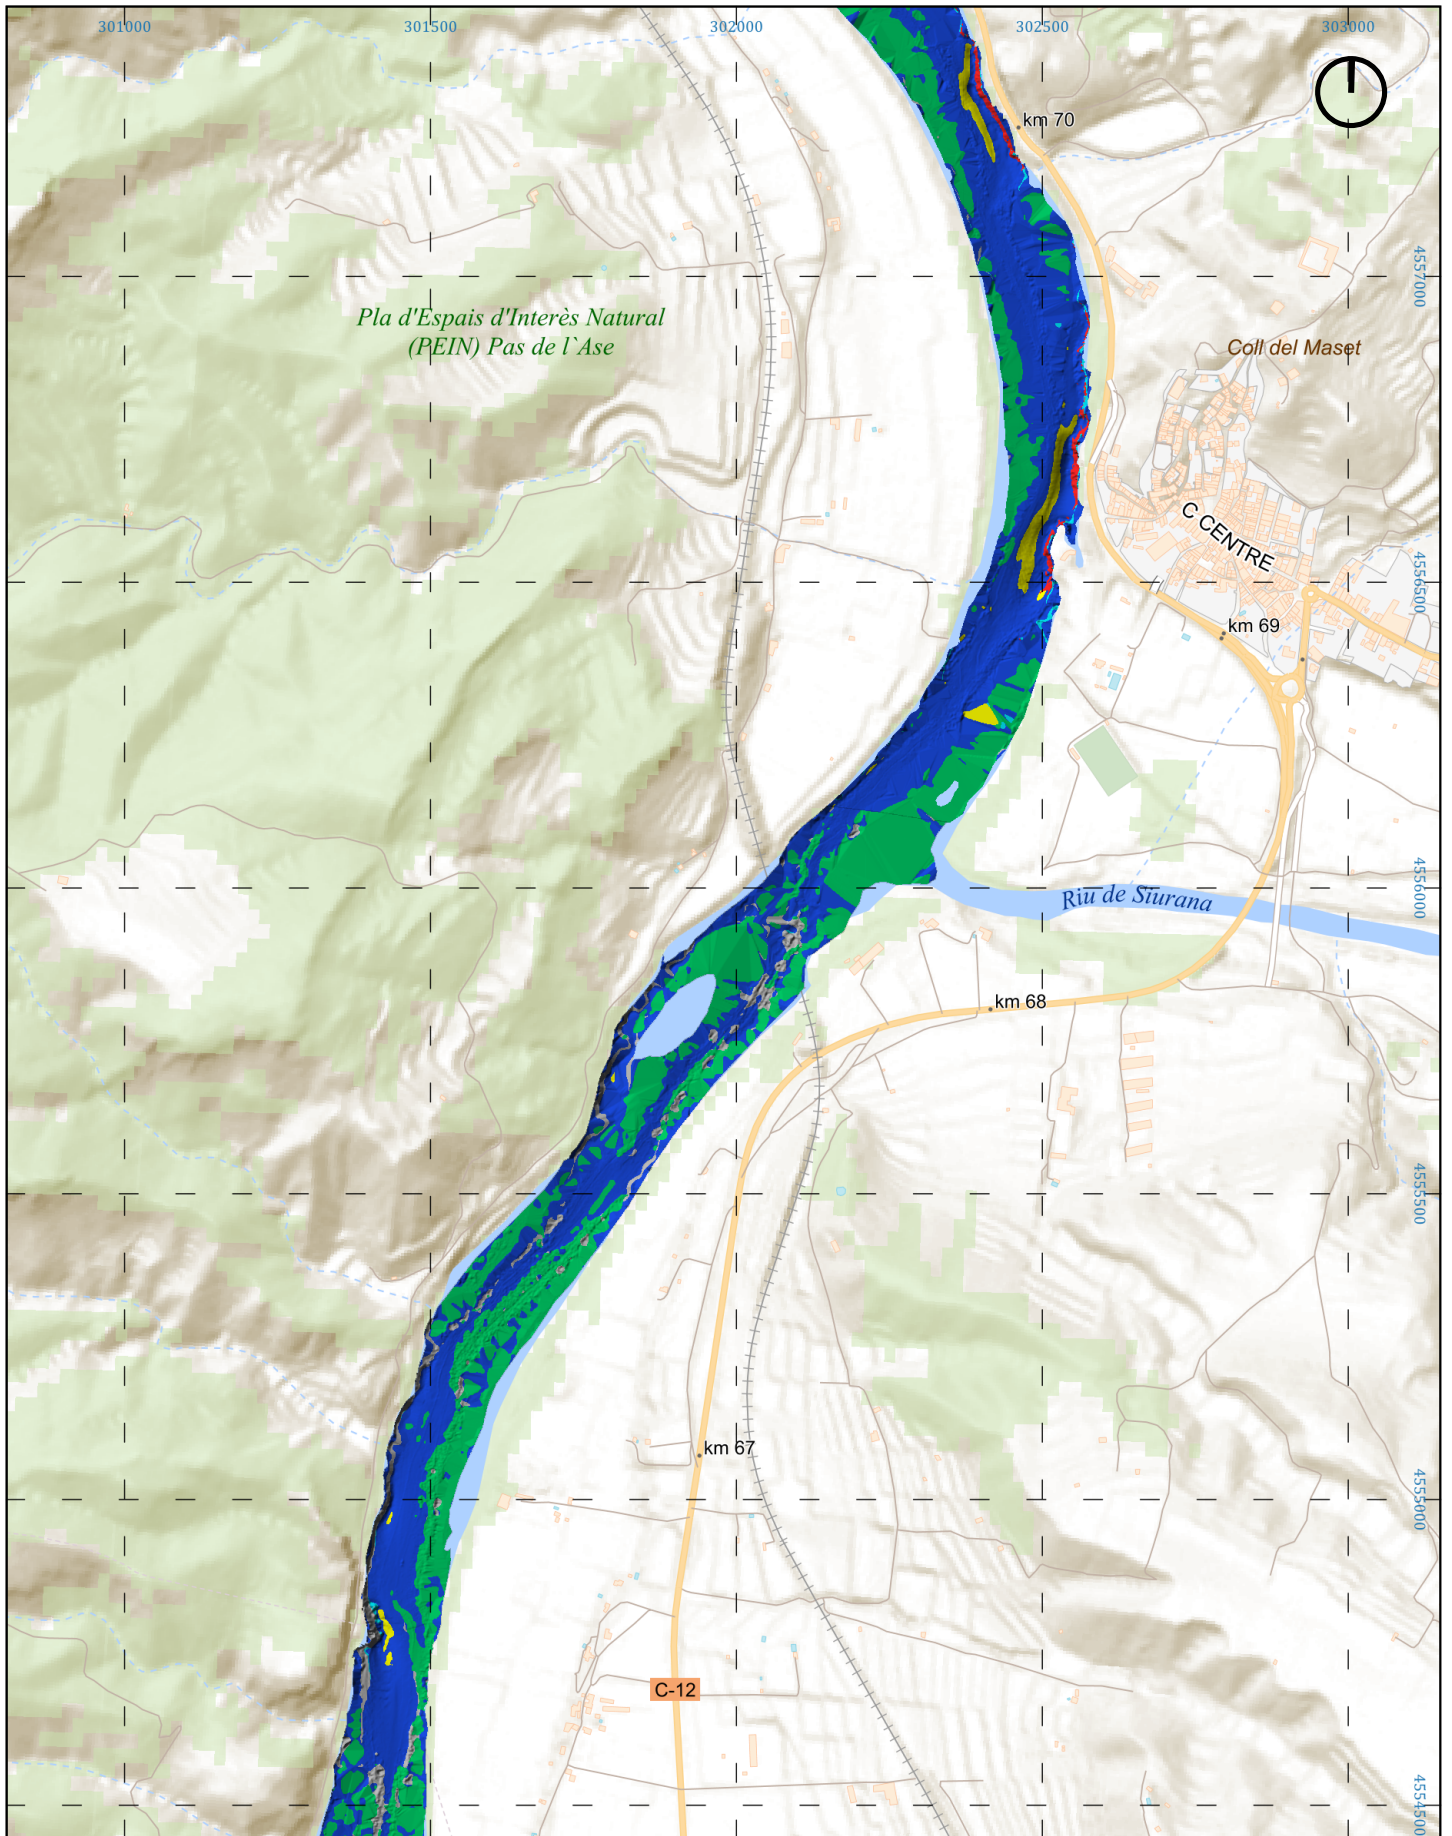 301000
301500
302000
302500
303000
km 70
4557000
Pla d'Espais d'Interès Natural
(PEIN) Pas de l`Ase
Coll del Maset
C CENTRE
4556500
km 69
4556000
Riu de Siurana
km 68
4555500
km 67
4555000
C-12
4554500